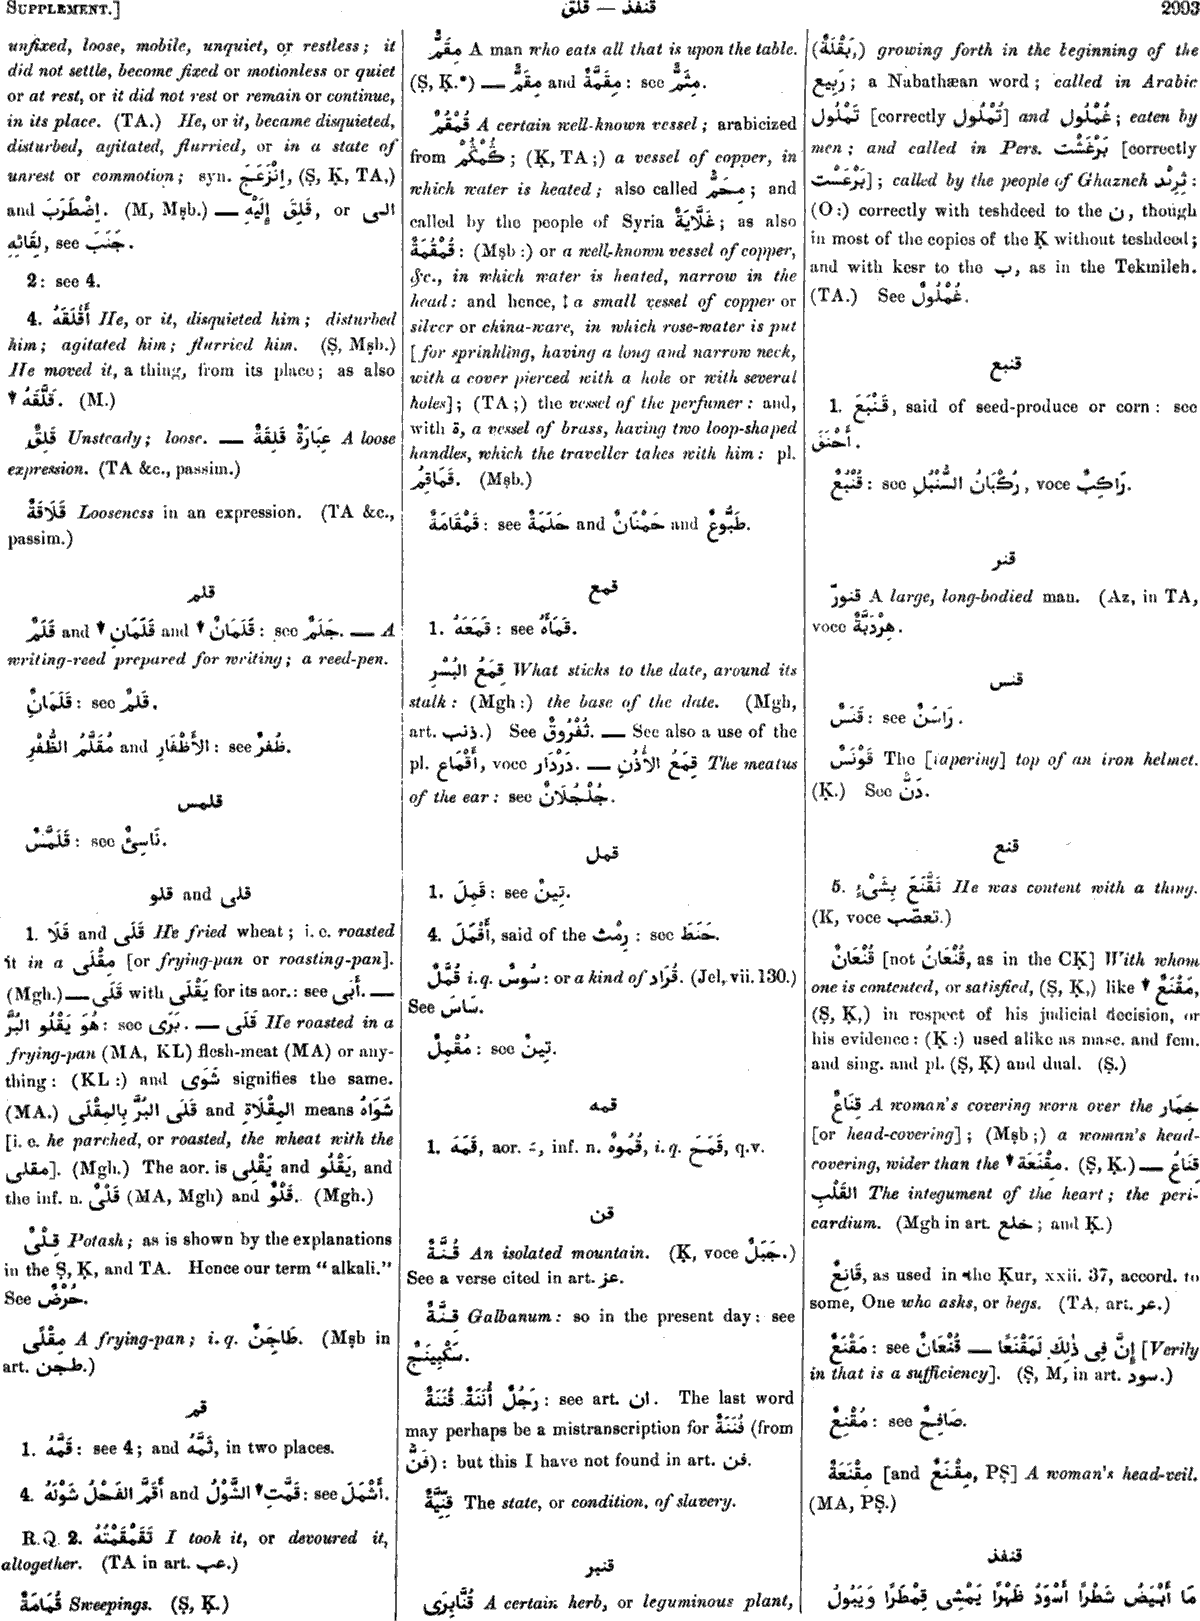 SUPPLEMENT.] قلق — قنفذ 2993
unfixed, loose, mobile, unquiet, or restless; it
did not settle, become fixed or motionless or quiet
or at rest, or it did not rest or remain or continue,
in its place. (TA.) He, or it, became disquieted,
disturbed, agitated, flurried, or in a state of
unrest or commotion; syn. اِنْزَعَجَ, (Ṣ, Ḳ, TA,)
and اِضْطَرَبَ. (M, Mṣb.) — قَلِقَ إِلَيْهِ, or الى
لِقَائِهِ, see جَنَبَ.
2: see 4.
4. أَقْلَقَهُ He, or it, disquieted him; disturbed
him; agitated him; flurried him. (Ṣ, Mṣb.)
He moved it, a thing, from its place; as also
قَلَّقَهُ. (M.)
قَلِقٌ Unsteady; loose. — عِبَارَةٌ قَلِقَةٌ A loose
expression. (TA &c., passim.)
قَلَاقَةٌ Looseness in an expression. (TA &c.,
passim.)
قلم
قَلَمٌ and قَلَمَانِ and قَلَمَانٌ: see جَلَمٌ. — A
writing-reed prepared for writing; a reed-pen.
قَلَمَانِ: see قَلَمٌ.
مُقَلَّمُ الظُّفْرِ and الأَظْفَارِ: see ظُفْرٌ.
قلمس
قَلَمَّسٌ: see نَاسِئٌ.
قلو and قلى
1. قَلَا and قَلَى He fried wheat; i. e. roasted
it in a مِقْلَى [or frying-pan or roasting-pan].
(Mgh.) — قَلَى with يَقْلَى for its aor.: see أَبَى. —
هُوَ يَقْلُو البُرَّ: see بَرَى. — قَلَى He roasted in a
frying-pan (MA, KL) flesh-meat (MA) or any-
thing: (KL:) and شَوَى signifies the same.
(MA.) قَلَى البُرَّ بِالمِقْلَى and المِقْلَاةِ means شَوَاهُ
[i. e. he parched, or roasted, the wheat with the
مقلى]. (Mgh.) The aor. is يَقْلِى and يَقْلُو, and
the inf. n. قَلْىٌ (MA, Mgh) and قَلْوٌ. (Mgh.)
قِلْىٌ Potash; as is shown by the explanations
in the Ṣ, Ḳ, and TA. Hence our term "alkali."
See حُرْضٌ.
مِقْلًى A frying-pan; i. q. طَاجَنٌ. (Mṣb in
art. طجن.)
قم
1. قَمَّهُ: see 4; and ثَمَّهُ, in two places.
4. أَقَمَّ الفَحْلُ شَوْلَهُ and قَمَّتِ الشَّوْلُ: see أَشْمَلَ.
R. Q. 2. تَقَمْقَمْتُهُ I took it, or devoured it,
altogether. (TA in art. عب.)
قُمَامَةٌ Sweepings. (Ṣ, Ḳ.)
مِقَمٌّ A man who eats all that is upon the table.
(Ṣ, Ḳ.*) — مِقَمٌّ and مِقَمَّةٌ: see مِثَمٌّ.
قُمْقُمٌ A certain well-known vessel; arabicized
from كُمْكُم; (Ḳ, TA;) a vessel of copper, in
which water is heated; also called مِحَمٌّ; and
called by the people of Syria غَلَّايَةٌ; as also
قُمْقُمَةٌ: (Mṣb:) or a well-known vessel of copper,
&c., in which water is heated, narrow in the
head: and hence, ‡ a small vessel of copper or
silver or china-ware, in which rose-water is put
[for sprinkling, having a long and narrow neck,
with a cover pierced with a hole or with several
holes]; (TA;) the vessel of the perfumer: and,
with ة, a vessel of brass, having two loop-shaped
handles, which the traveller takes with him: pl.
قَمَاقِمُ. (Mṣb.)
قَمْقَامَةٌ: see حَلَمَةٌ and حَمْنَانٌ and طَبُّوعٌ.
قمع
1. قَمَعَهُ: see قَمَأَهُ.
قِمَعُ البُسْرِ What sticks to the date, around its
stalk: (Mgh:) the base of the date. (Mgh,
art. ذنب.) See ثُفْرُوقٌ. — See also a use of the
pl. أَقْمَاع, voce دَرْدَار. — قِمَعُ الأُذُنِ The meatus
of the ear: see جُلْجُلَانٌ.
قمل
1. قَمِلَ: see تِينٌ.
4. أَقْمَلَ, said of the رِمْث: see حَنَطَ.
قُمَّلٌ i. q. سُوسٌ: or a kind of قُرَاد. (Jel, vii. 130.)
See سَاسَ.
مُقْمِلٌ: see تِينٌ.
قمه
1. قَمَهَ, aor. ـَ, inf. n. قُمُوهٌ, i. q. قَمَحَ, q. v.
قن
قُنَّةٌ An isolated mountain. (Ḳ, voce جَبَلٌ.)
See a verse cited in art. عز.
قِنَّةٌ Galbanum: so in the present day: see
سَكْبِينَجٌ.
رَجُلٌ أُنَنَةٌ قُنَنَةٌ: see art. ان. The last word
may perhaps be a mistranscription for فُنَنَةٌ (from
فَنٌّ): but this I have not found in art. فن.
قِنِّيَّةٌ The state, or condition, of slavery.
قنبر
قُنَّابَرَى A certain herb, or leguminous plant,
(بَقْلَةٌ,) growing forth in the beginning of the
رَبِيع; a Nabathæan word; called in Arabic
تَمْلُول [correctly تُمْلُول] and غُمْلُول; eaten by
men; and called in Pers. بَرْغَشْت [correctly
بَرْغَسْت]; called by the people of Ghazneh ثَرِيْد:
(O:) correctly with teshdeed to the ن, though
in most of the copies of the Ḳ without teshdeed;
and with kesr to the ب, as in the Tekmileh.
(TA.) See غُمْلُولٌ.
قنبع
1. قَنْبَعَ, said of seed-produce or corn: see
أَحْنَقَ.
قُنْبُعٌ: see رُكْبَانُ السُّنْبُلِ, voce رَاكِبٌ.
قنر
قنورّ A large, long-bodied man. (Az, in TA,
voce هِرْدَبَّةٌ.
قنس
قَنَسٌ: see رَاسَنٌ.
قَوْنَسٌ The [tapering] top of an iron helmet.
(Ḳ.) See دَنٌّ.
قنع
5. تَقَنَّعَ بِشَىْءٍ He was content with a thing.
(K, voce تعصّب.)
قُنْعَانٌ [not قُنْعَانُ, as in the CḲ] With whom
one is contented, or satisfied, (Ṣ, Ḳ,) like مَقْنَعٌ,
(Ṣ, Ḳ,) in respect of his judicial decision, or
his evidence: (Ḳ:) used alike as masc. and fem.
and sing. and pl. (Ṣ, Ḳ) and dual. (Ṣ.)
قِنَاعٌ A woman's covering worn over the خِمَار
[or head-covering]; (Mṣb;) a woman's head-
covering, wider than the مِقْنَعَة. (Ṣ, Ḳ.) — قِنَاعُ
القَلْبِ The integument of the heart; the peri-
cardium. (Mgh in art. خلع; and Ḳ.)
قَانِعٌ, as used in the Ḳur, xxii. 37, accord. to
some, One who asks, or begs. (TA, art. عر.)
مَقْنَعٌ: see قُنْعَانٌ — إِنَّ فِى ذٰلِكَ لَمَقْنَعًا [Verily
in that is a sufficiency]. (Ṣ, M, in art. سود.)
مُقْنِعٌ: see صَافِحٌ.
مِقْنَعَةٌ [and مِقْنَعٌ, PṢ] A woman's head-veil.
(MA, PṢ.)
قنفذ
مَا أَبْيَضُ شَطْرًا أَسْوَدُ ظَهْرًا يَمْشِى قِمْطَرًا وَيَبُولُ